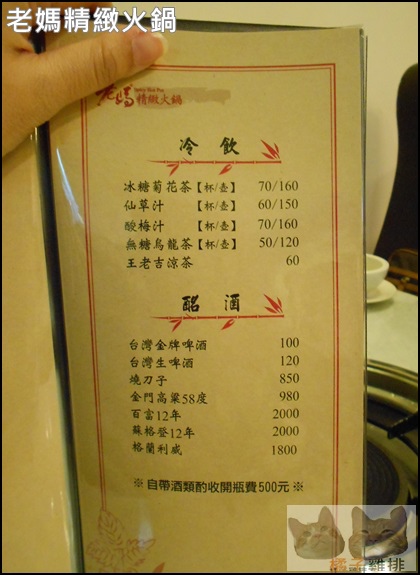 老媽精緻火鍋
老媽
精緻火鍋
冷飲
冰糖菊花茶【杯/壺】 70/160
仙草汁 【杯/壺】 60/150
酸梅汁 【杯/壺】 70/160
無糖烏龍茶【杯/壺】 50/120
王老吉涼茶 60
酩酒
台灣金牌啤酒 100
台灣生啤酒 120
燒刀子 850
金門高粱58度 980
百富12年 2000
蘇格登12年 2000
格蘭利威 1800
※ 自帶酒類酌收開瓶費500元 ※
橘子雞排